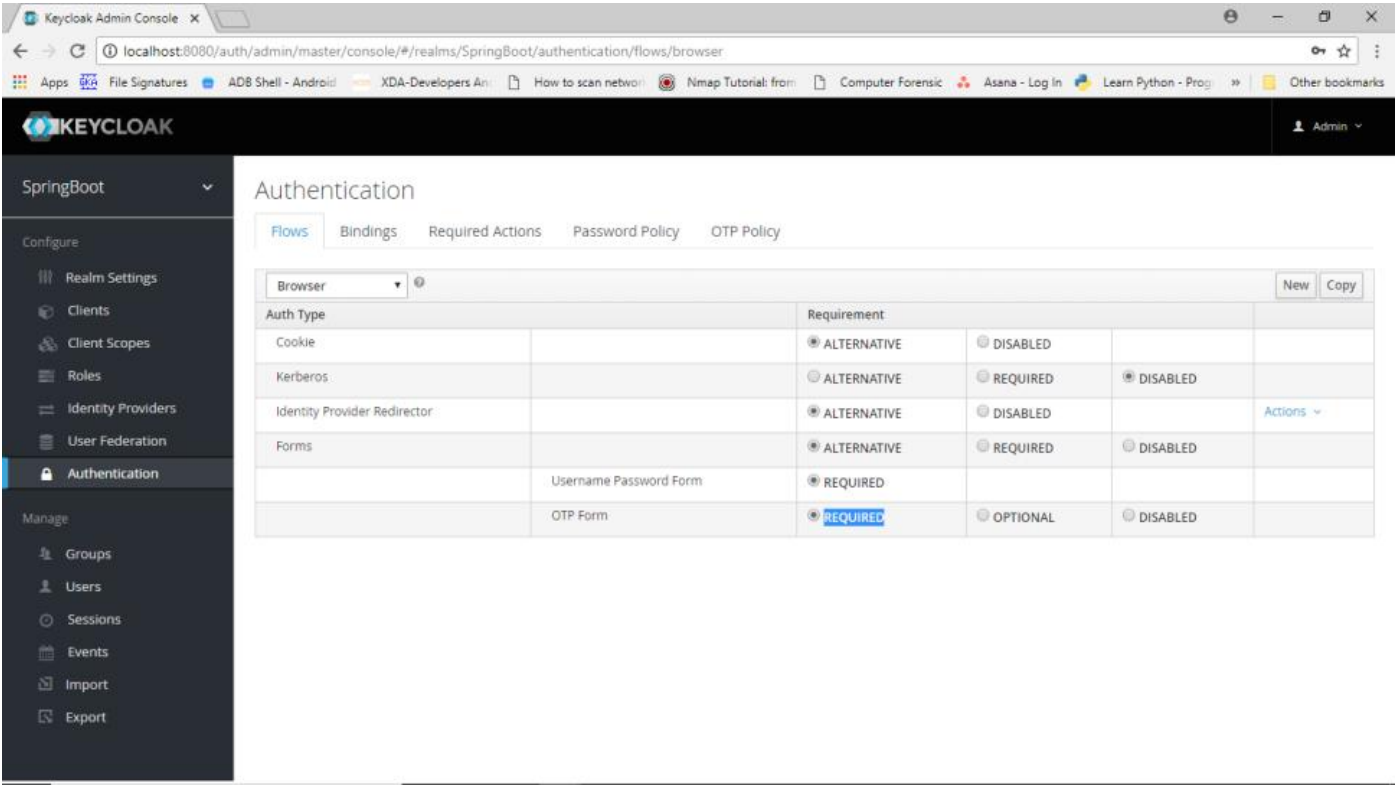 Keycloak Admin Console
localhost:8080/auth/admin/master/console/#/realms/SpringBoot/authentication/flows/browser
Apps File Signatures ADB Shell - Android XDA-Developers An How to scan networ Nmap Tutorial: from Computer Forensic Asana - Log In Learn Python - Prog » Other bookmarks
KEYCLOAK
Admin
SpringBoot
Configure
Realm Settings
Clients
Client Scopes
Roles
Identity Providers
User Federation
Authentication
Manage
Groups
Users
Sessions
Events
Import
Export
Authentication
Flows Bindings Required Actions Password Policy OTP Policy
Browser New Copy
Auth Type Requirement
Cookie ALTERNATIVE DISABLED
Kerberos ALTERNATIVE REQUIRED DISABLED
Identity Provider Redirector ALTERNATIVE DISABLED Actions
Forms ALTERNATIVE REQUIRED DISABLED
Username Password Form REQUIRED
OTP Form REQUIRED OPTIONAL DISABLED